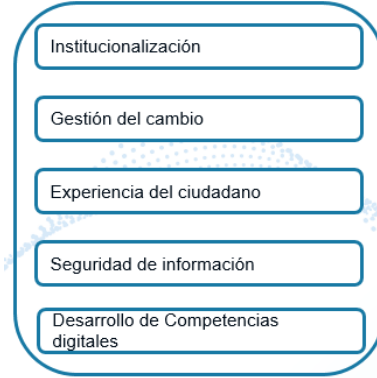 Institucionalización
Gestión del cambio
Experiencia del ciudadano
Seguridad de información
Desarrollo de Competencias
digitales